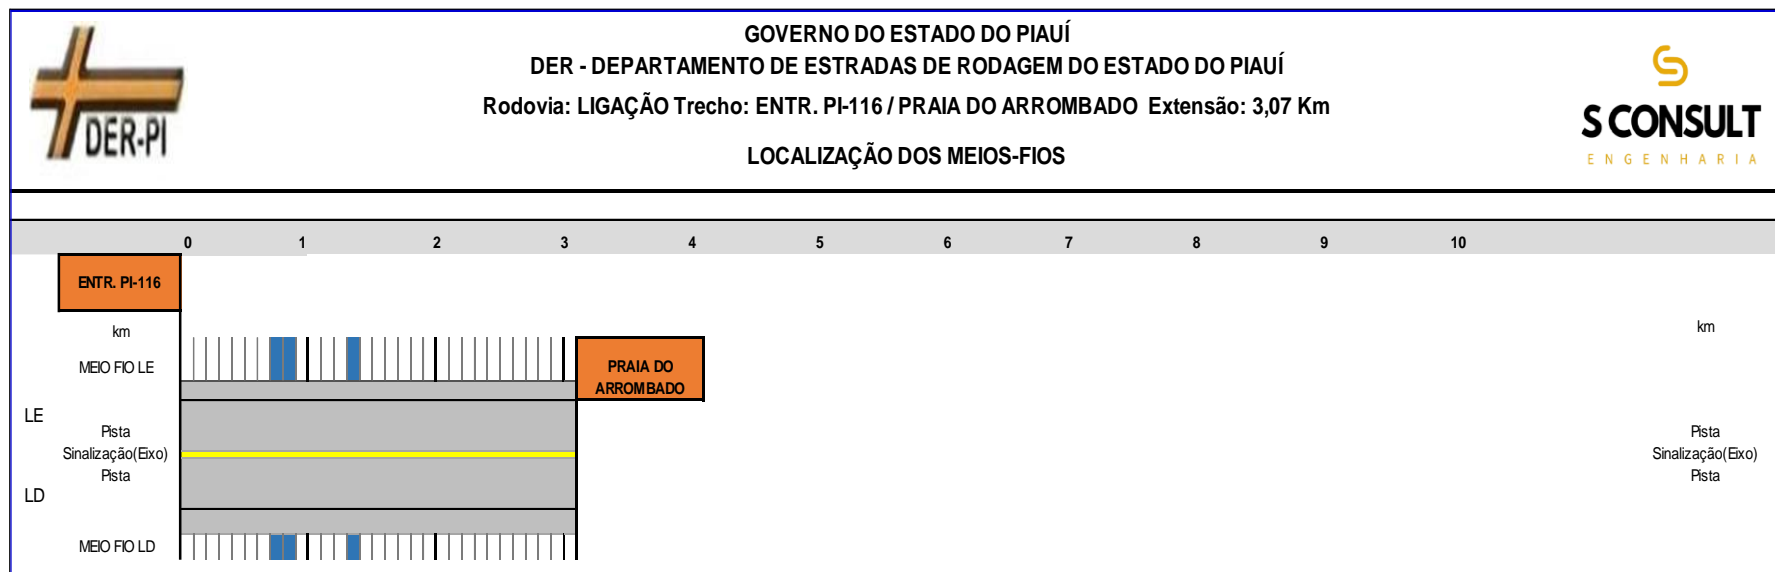 GOVERNO DO ESTADO DO PIAUÍ
DER - DEPARTAMENTO DE ESTRADAS DE RODAGEM DO ESTADO DO PIAUÍ
Rodovia: LIGAÇÃO Trecho: ENTR. PI-116 / PRAIA DO ARROMBADO Extensão: 3,07 Km
LOCALIZAÇÃO DOS MEIOS-FIOS
DER-PI
S CONSULT
ENGENHARIA
0 1 2 3 4 5 6 7 8 9 10
ENTR. PI-116
km
km
MEIO FIO LE
PRAIA DO
ARROMBADO
LE
Pista
Pista
Sinalização(Eixo)
Sinalização(Eixo)
Pista
Pista
LD
MEIO FIO LD